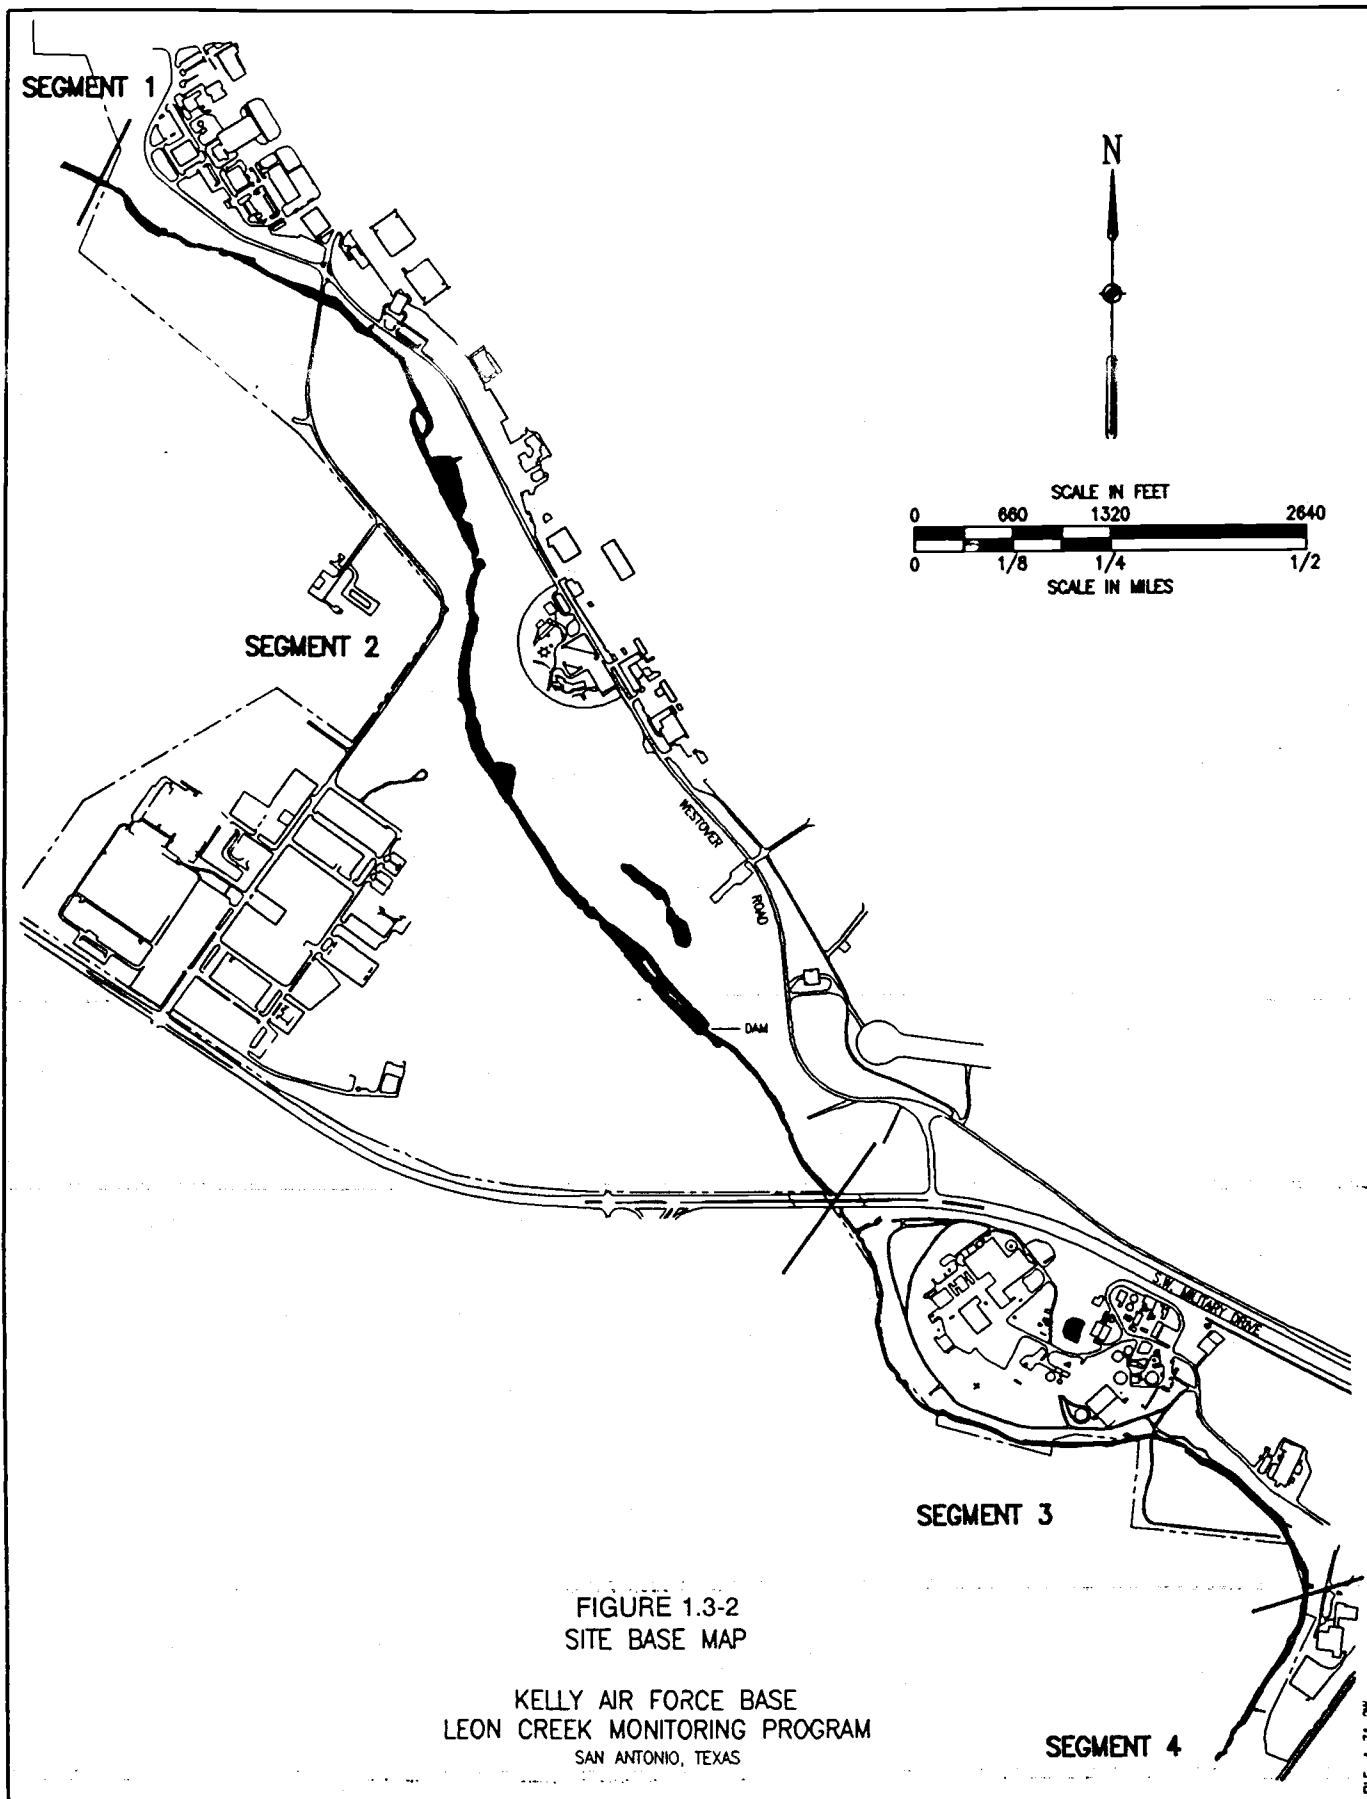 SEGMENT 1
N
SCALE IN FEET
0 660 1320 2640
0 1/8 1/4 1/2
SCALE IN MILES
SEGMENT 2
WESTOVER
ROAD
DAM
S.W. MILITARY DRIVE
SEGMENT 3
FIGURE 1.3-2
SITE BASE MAP
KELLY AIR FORCE BASE
LEON CREEK MONITORING PROGRAM
SAN ANTONIO, TEXAS
SEGMENT 4